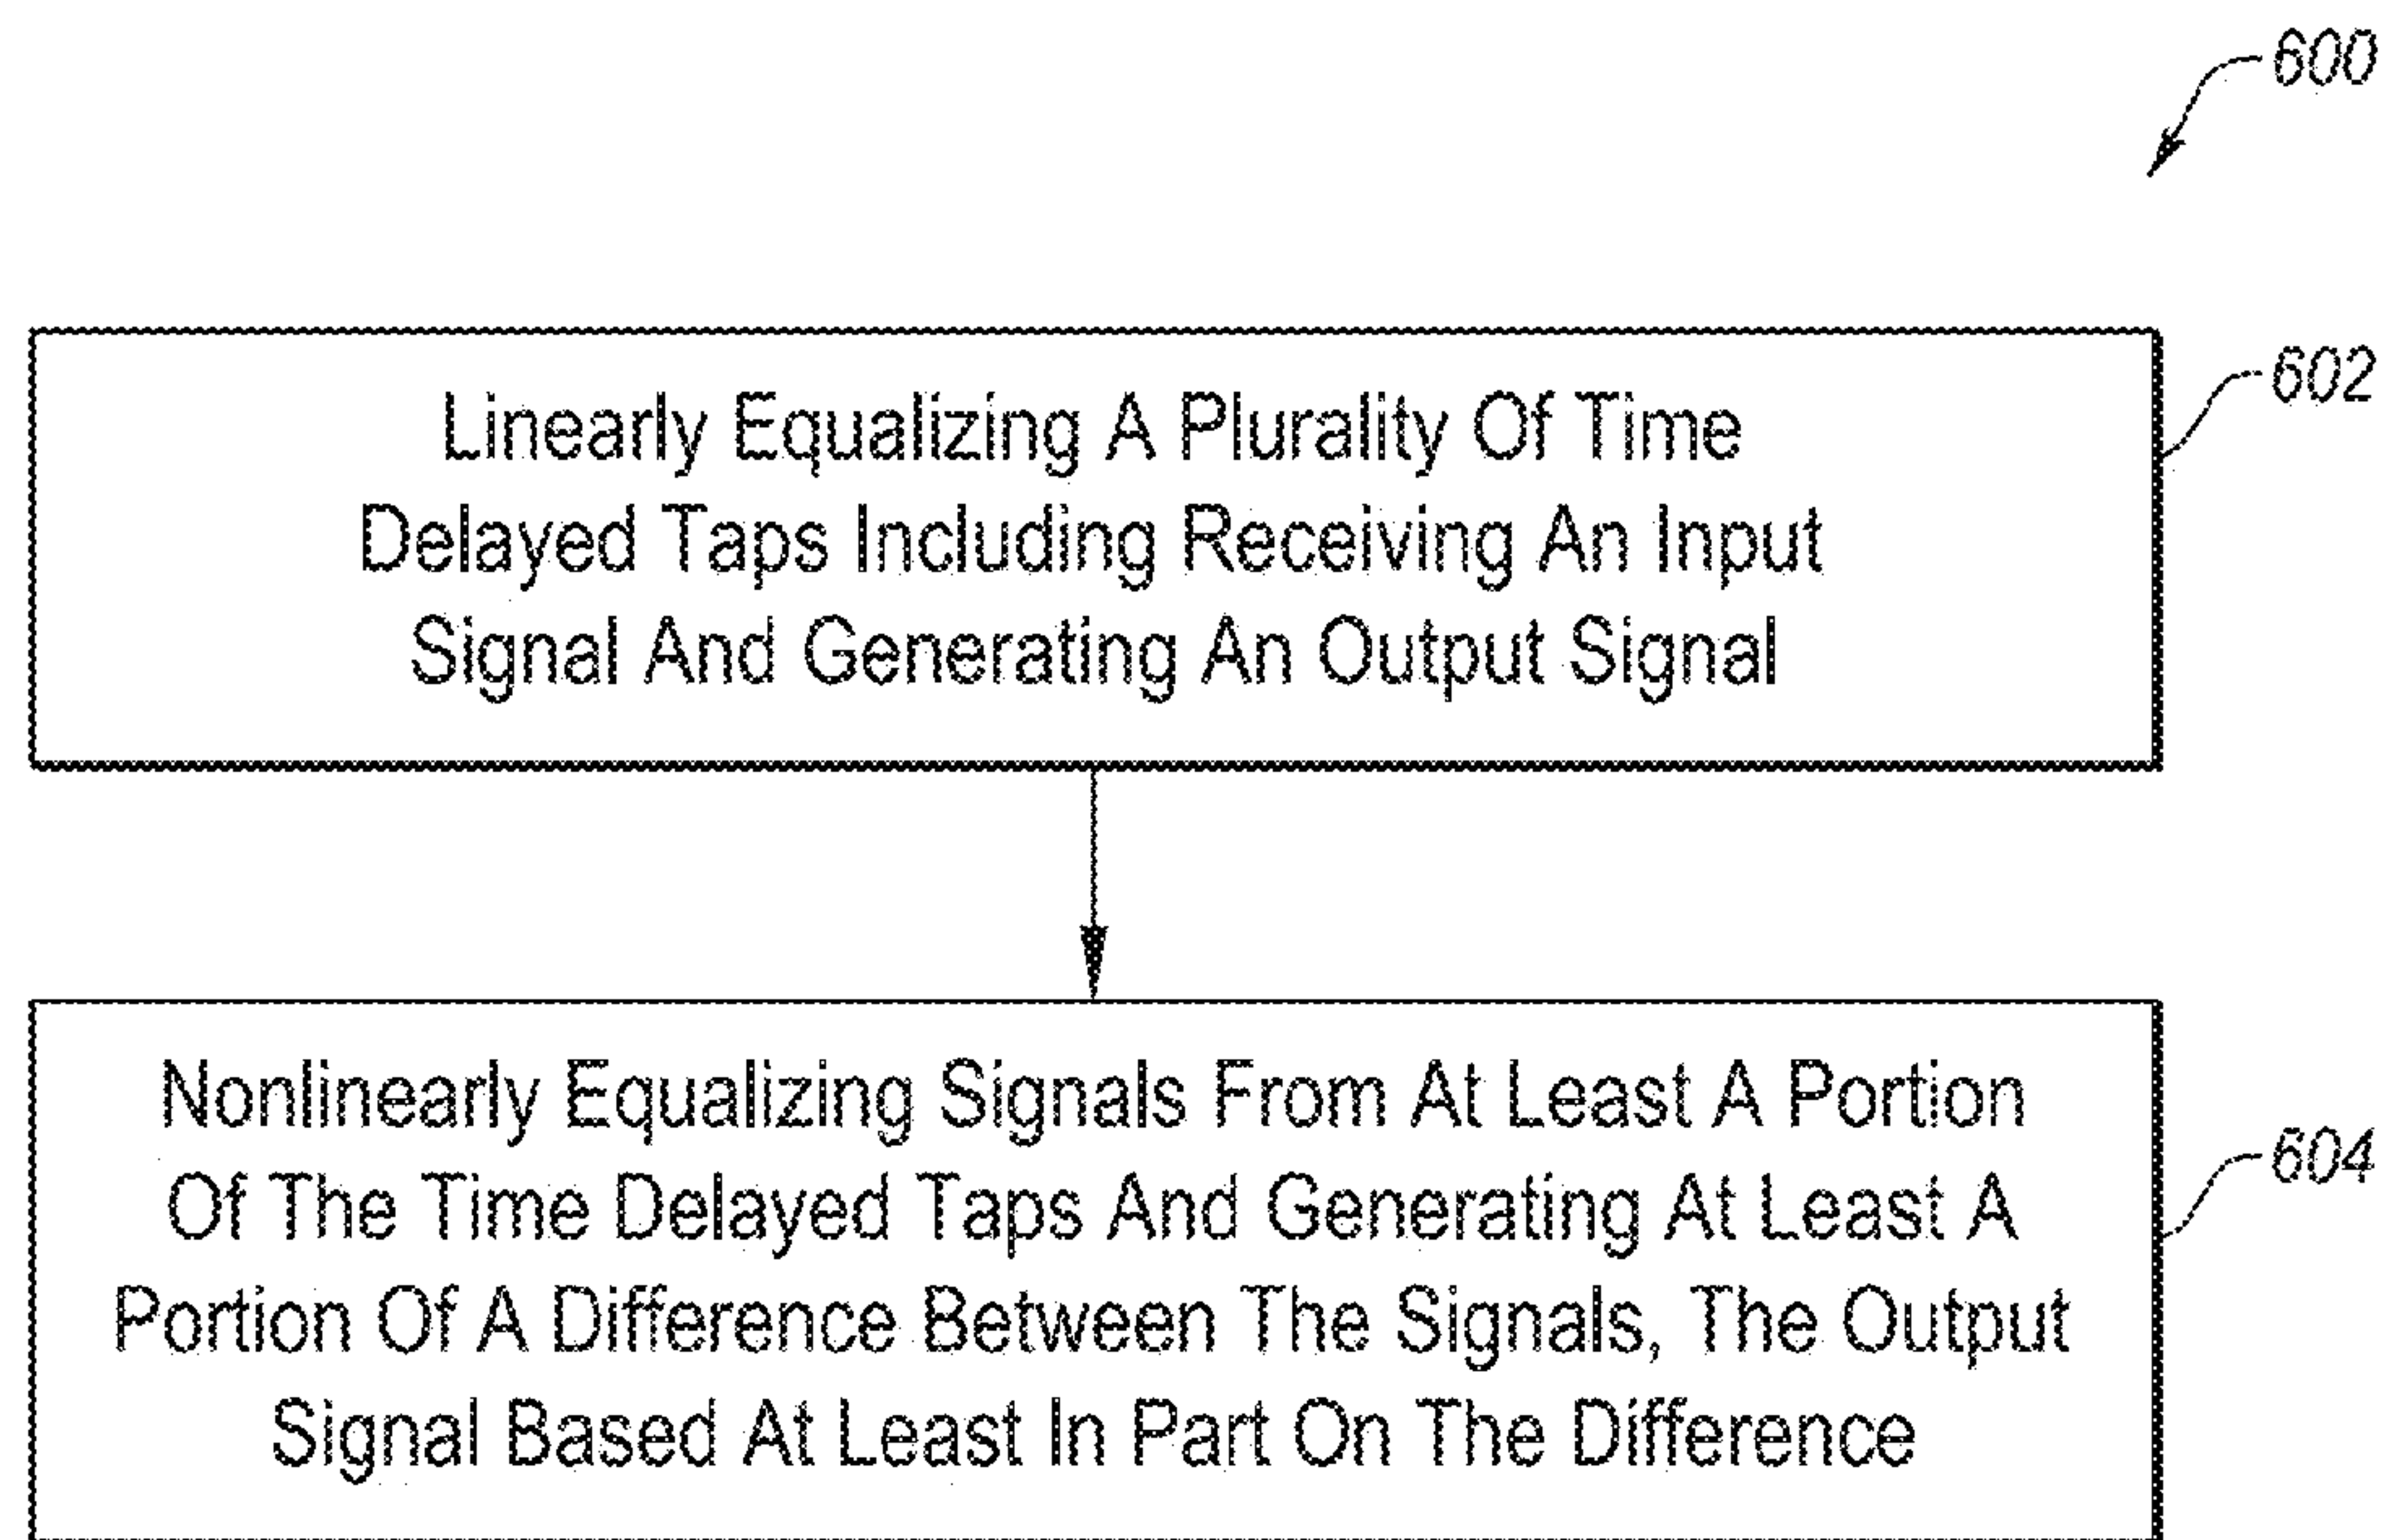 600
602
Linearly Equalizing A Plurality Of Time
Delayed Taps Including Receiving An Input
Signal And Generating An Output Signal
Nonlinearly Equalizing Signals From At Least A Portion
Of The Time Delayed Taps And Generating At Least A
604
Portion Of A Difference Between The Signals, The Output
Signal Based At Least In Part On The Difference